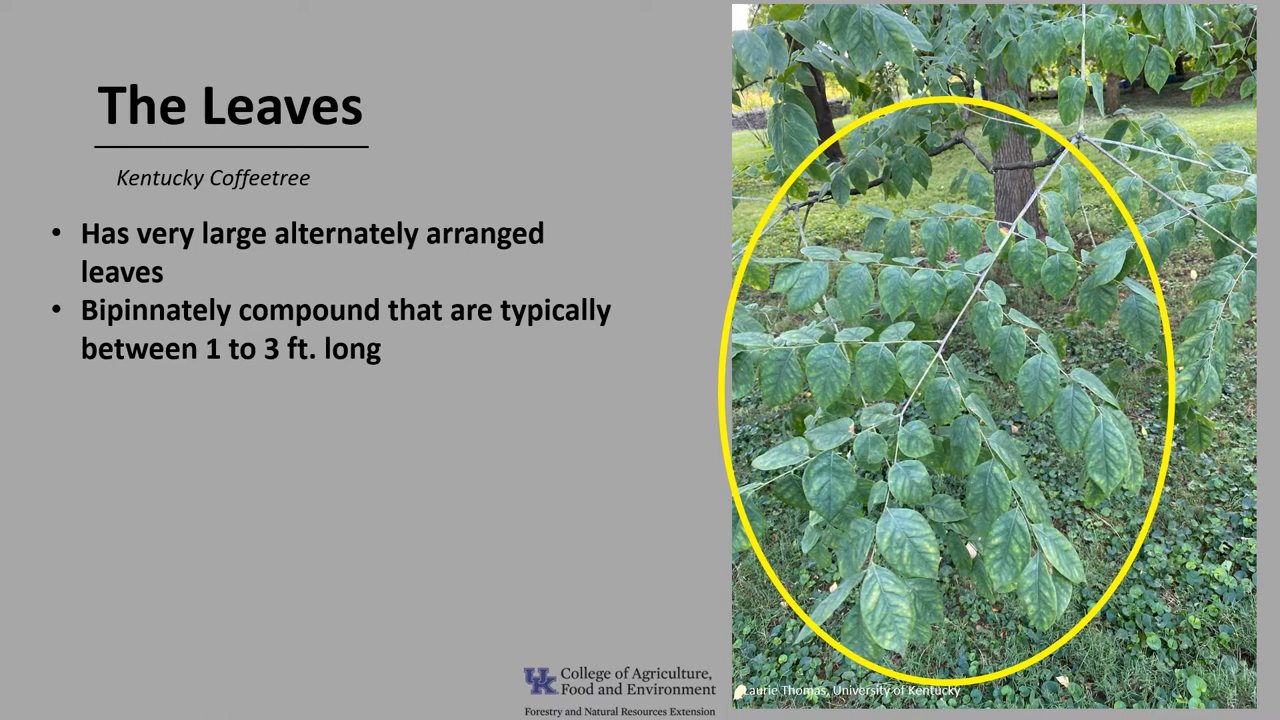 The Leaves
Kentucky Coffeetree
• Has very large alternately arranged
leaves
• Bipinnately compound that are typically
between 1 to 3 ft. long
UK
College of Agriculture,
Food and Environment
Forestry and Natural Resources Extension
Laurie Thomas, University of Kentucky